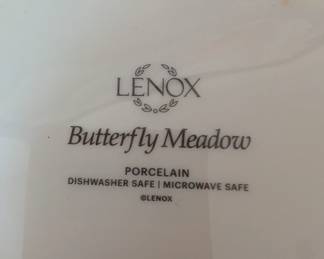 LENOX
Butterfly Meadow
PORCELAIN
DISHWASHER SAFE | MICROWAVE SAFE
©LENOX